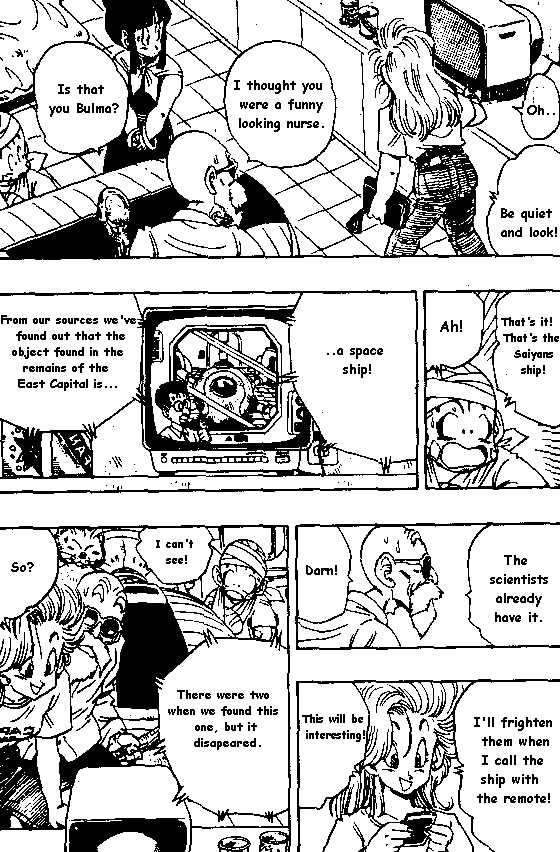 Is that
you Bulma?
I thought you
were a funny
looking nurse.
Oh..
Be quiet
and look!
From our sources we've
found out that the
object found in the
remains of the
East Capital is...
..a space
ship!
Ah!
That's it!
That's the
Saiyans
ship!
So?
I can't
see!
There were two
when we found this
one, but it
disapeared.
Darn!
The
scientists
already
have it.
This will be
interesting!
I'll frighten
them when
I call the
ship with
the remote!